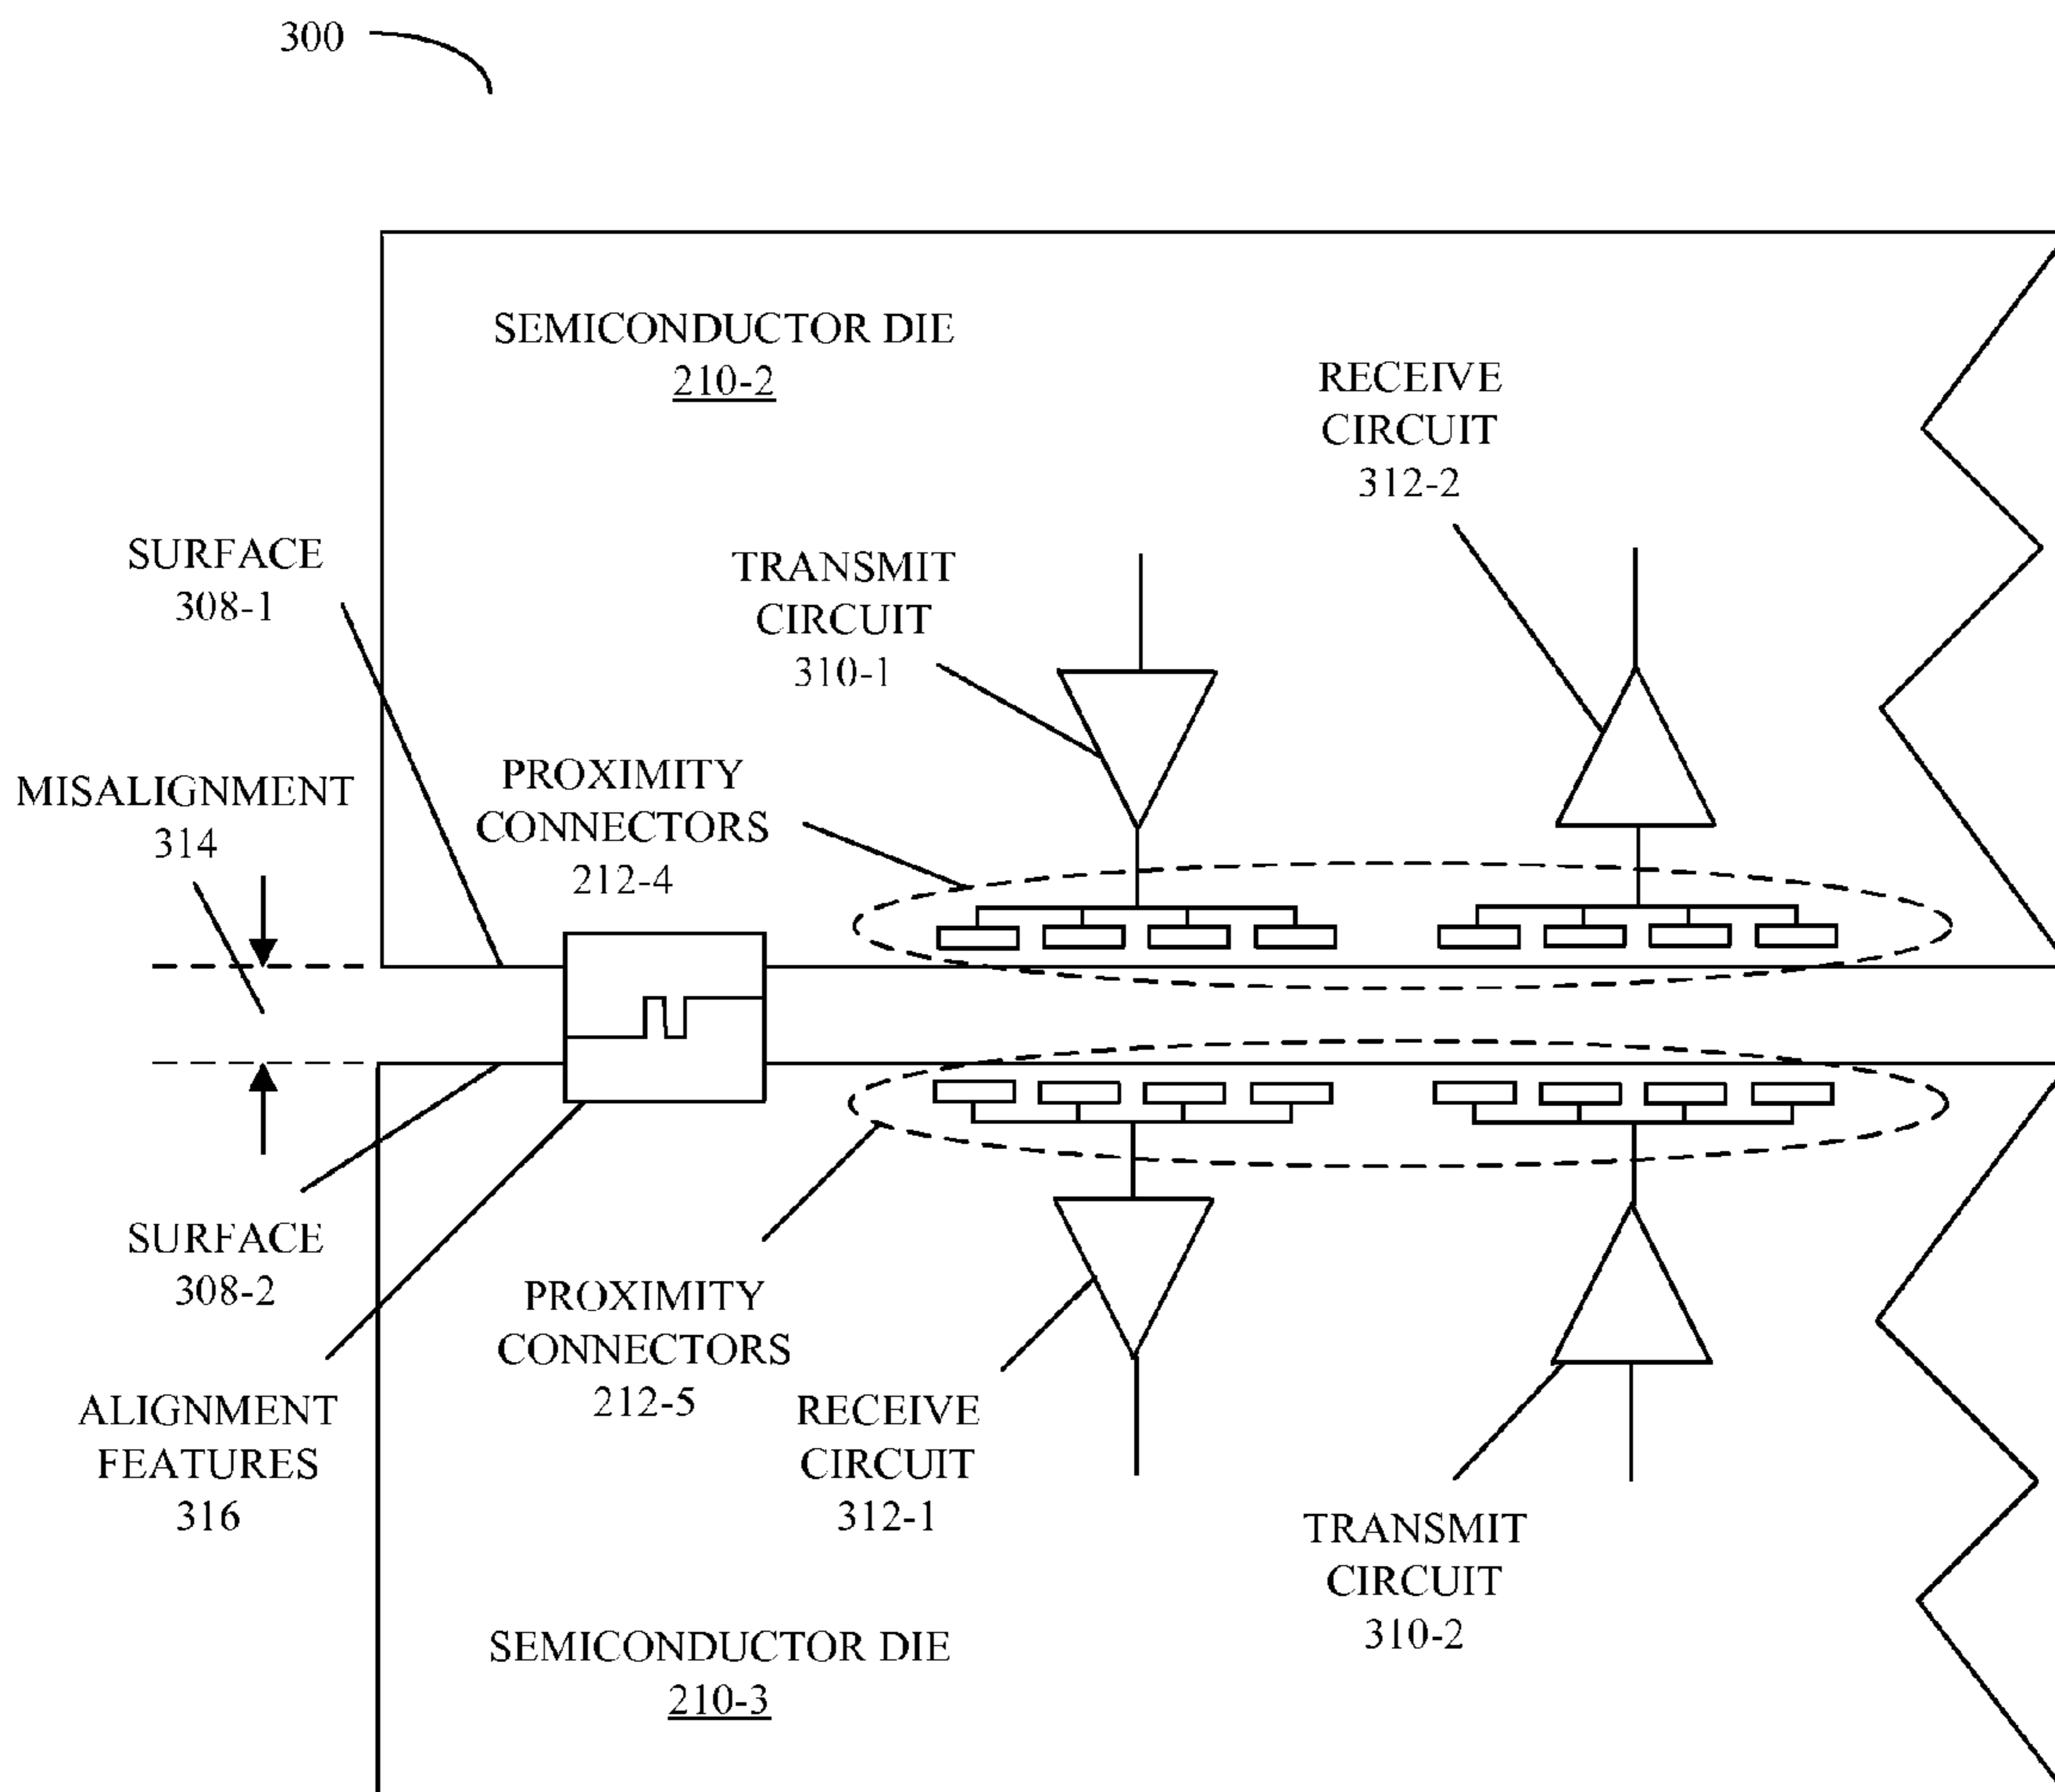 300
SEMICONDUCTOR DIE
210-2
RECEIVE
CIRCUIT
312-2
SURFACE
308-1
TRANSMIT
CIRCUIT
310-1
MISALIGNMENT
314
PROXIMITY
CONNECTORS
212-4
SURFACE
308-2
PROXIMITY
CONNECTORS
212-5
ALIGNMENT
FEATURES
316
RECEIVE
CIRCUIT
312-1
TRANSMIT
CIRCUIT
310-2
SEMICONDUCTOR DIE
210-3